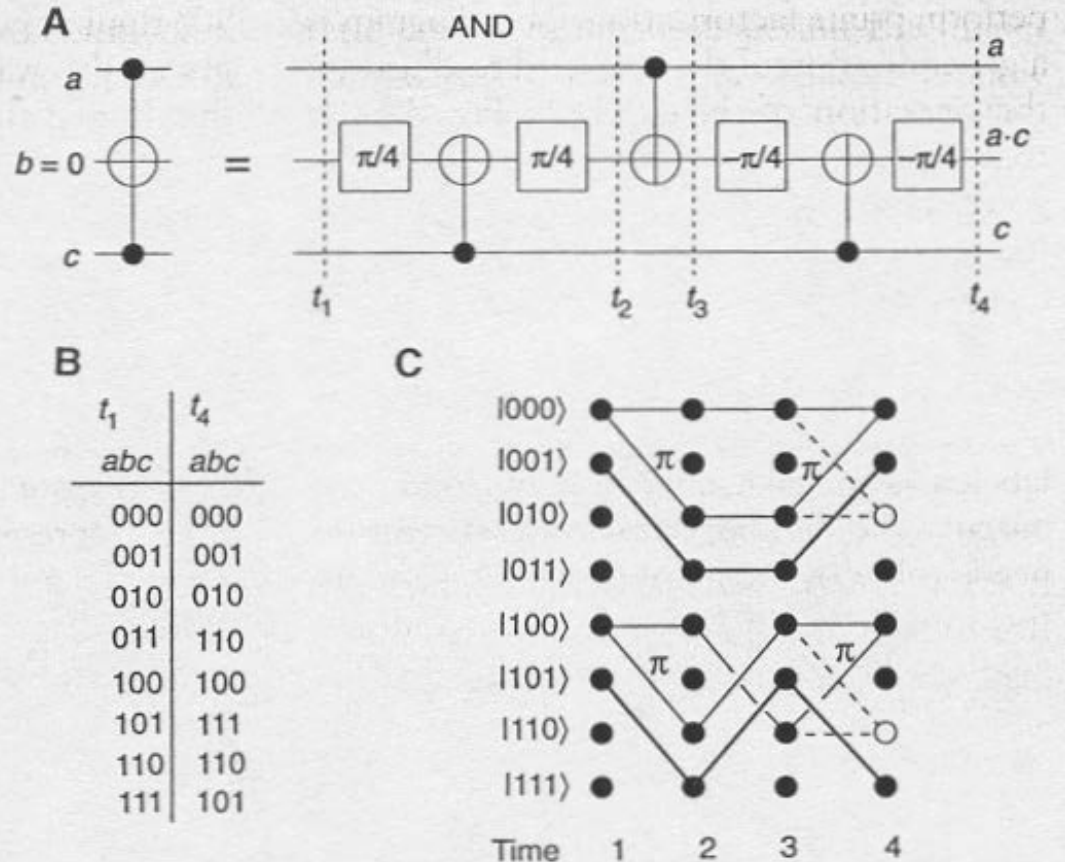 A
AND
a
b = 0
c
=
π/4
π/4
−π/4
−π/4
a
a·c
c
t1
t2
t3
t4
B
t1 t4
abc abc
000 000
001 001
010 010
011 110
100 100
101 111
110 110
111 101
C
|000⟩
|001⟩
π
π
|010⟩
|011⟩
|100⟩
π
π
|101⟩
|110⟩
|111⟩
Time 1 2 3 4